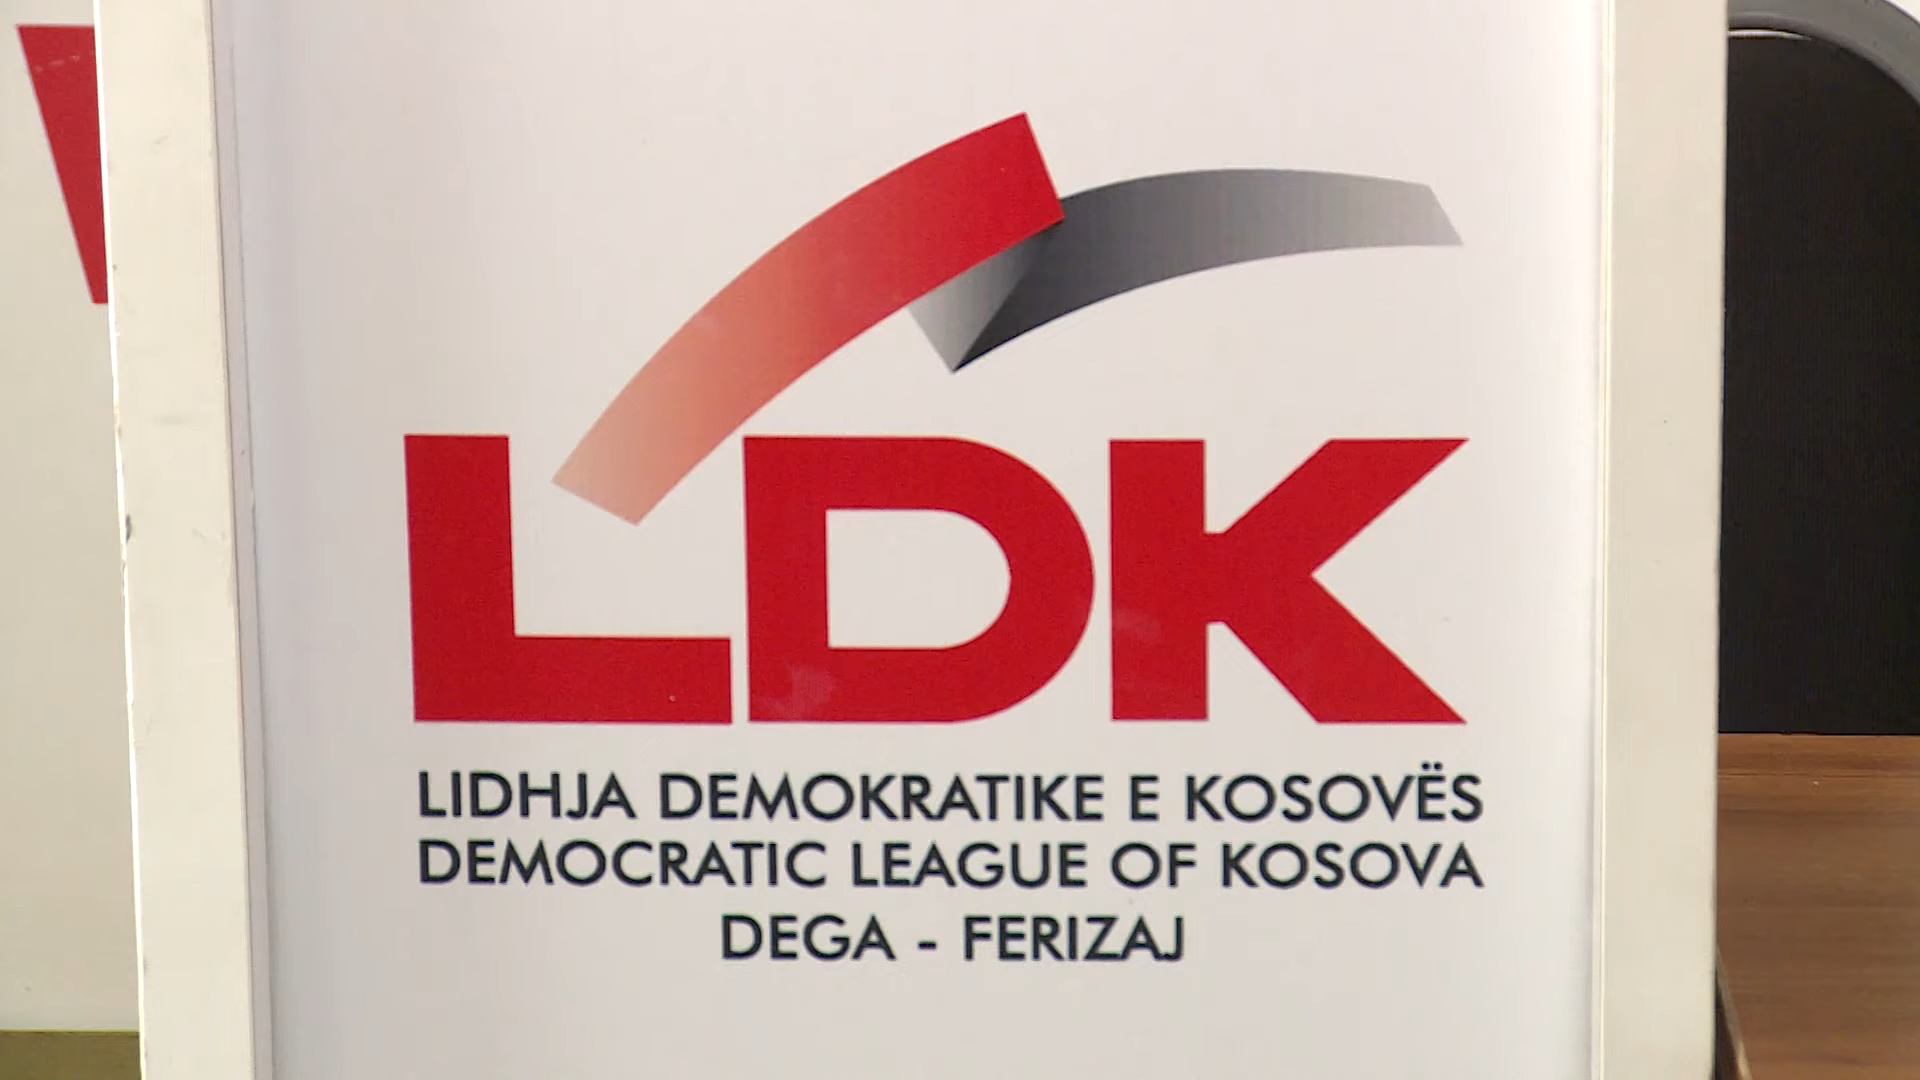 LDK
LIDHJA DEMOKRATIKE E KOSOVËS
DEMOCRATIC LEAGUE OF KOSOVA
DEGA - FERIZAJ